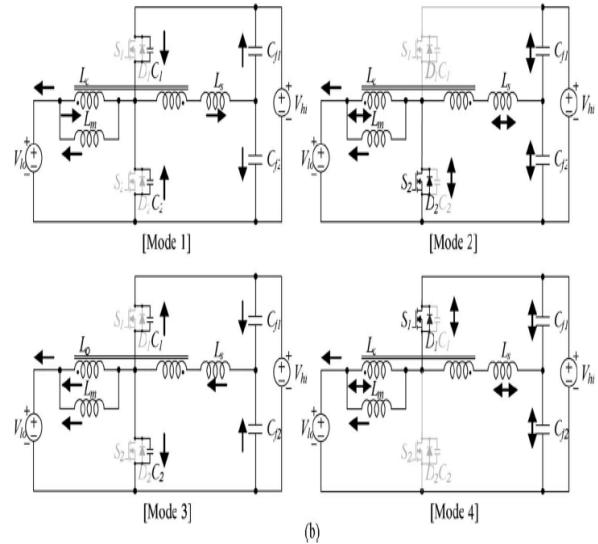 S1 D1 C1 Cf1
Lc Ls
Lm Vhi
Vlo S2 D2 C2 Cf2
[Mode 1]
S1 D1 C1 Cf1
Lc Ls
Lm Vhi
Vlo S2 D2 C2 Cf2
[Mode 2]
S1 D1 C1 Cf1
Ls
Lm Vhi
Vlo S2 D2 C2 Cf2
[Mode 3]
S1 D1 C1 Cf1
Lc Ls
Lm Vhi
Vlo S2 D2 C2 Cf2
[Mode 4]
(b)